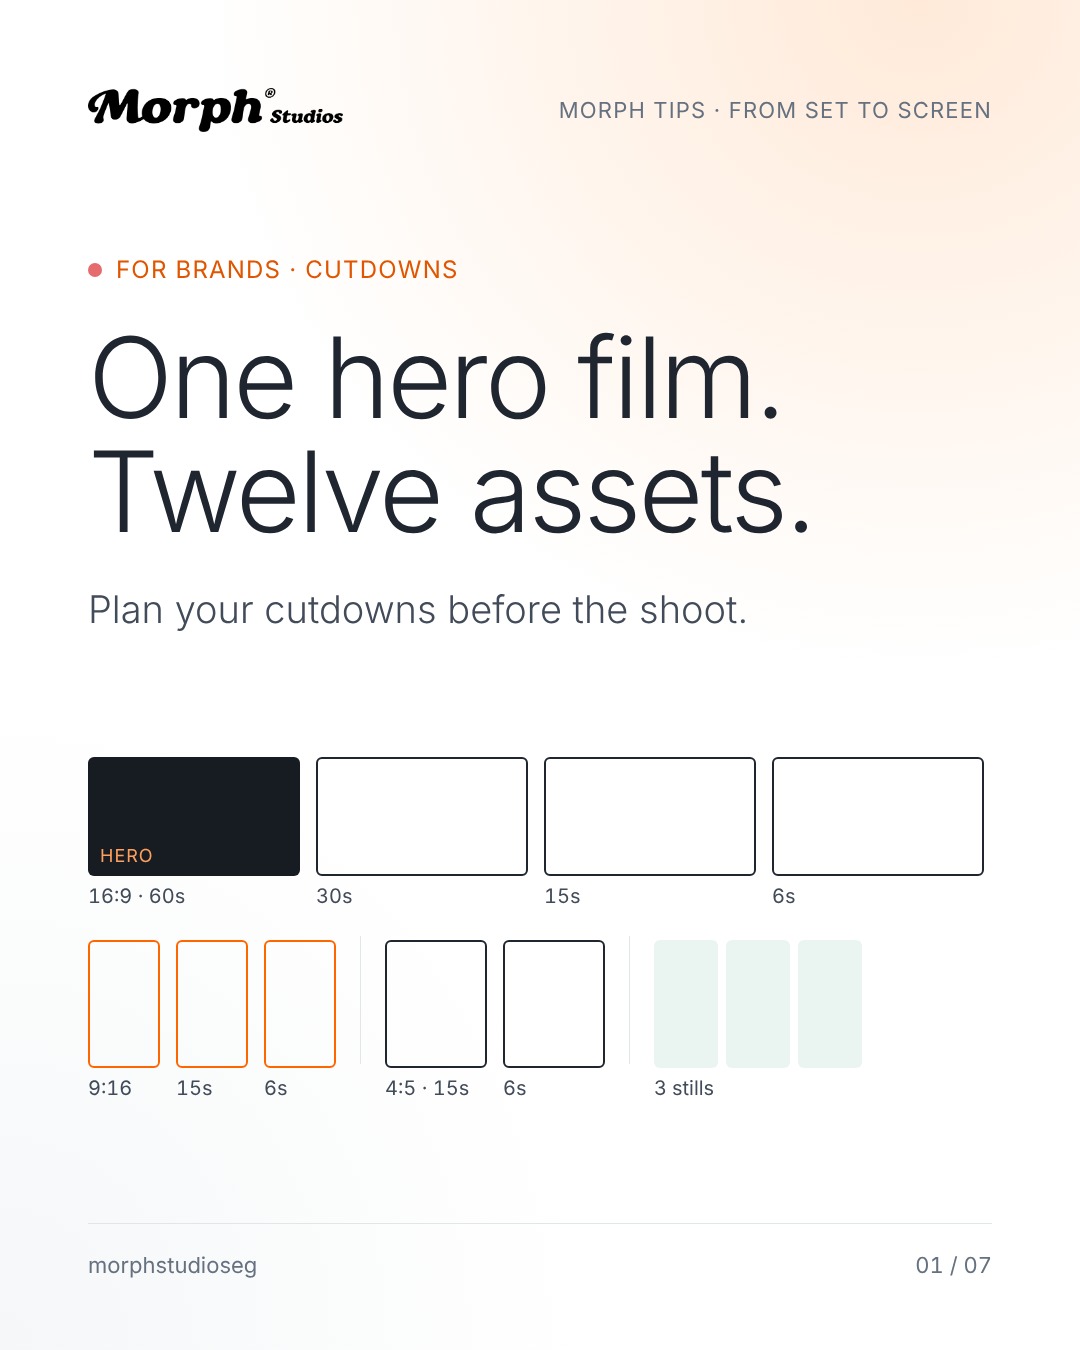 Morph® Studios
MORPH TIPS · FROM SET TO SCREEN
FOR BRANDS · CUTDOWNS
One hero film.
Twelve assets.
Plan your cutdowns before the shoot.
HERO
16:9 · 60s
30s
15s
6s
9:16
15s
6s
4:5 · 15s
6s
3 stills
morphstudioseg
01 / 07